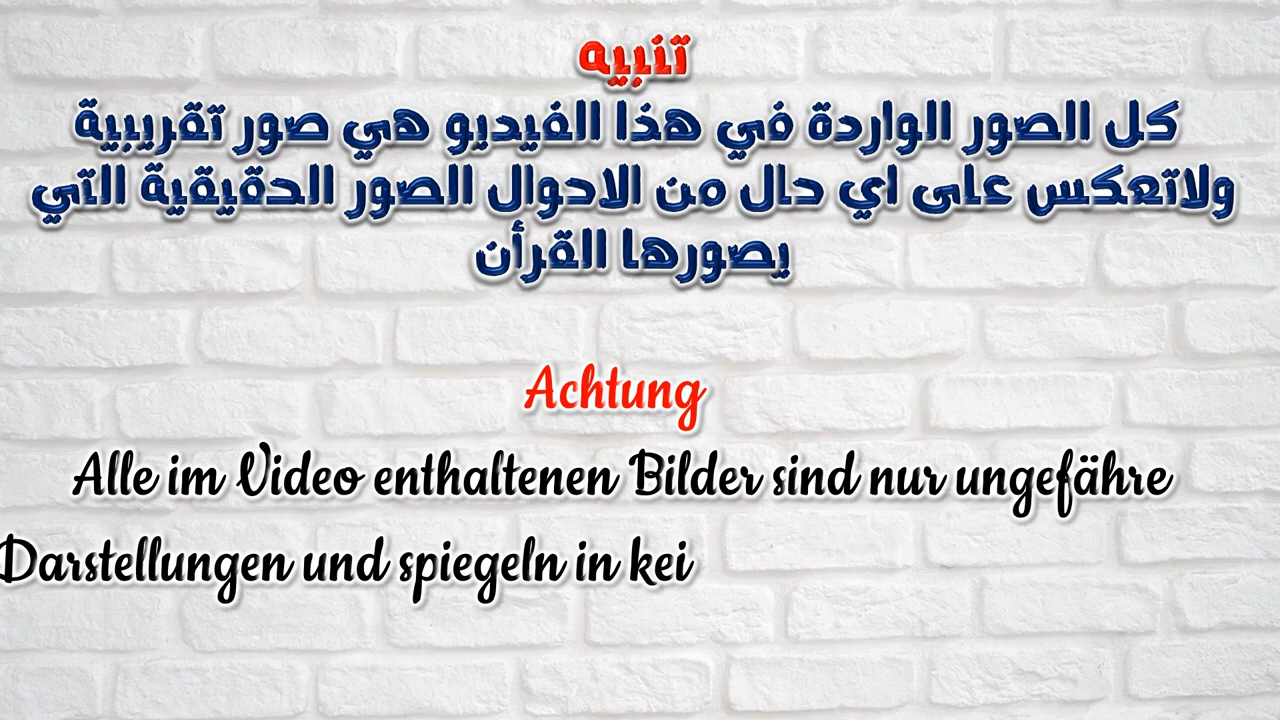 تنبيه
كل الصور الواردة في هذا الفيديو هي صور تقريبية
ولاتعكس على اي حال من الاحوال الصور الحقيقية التي
يصورها القرأن
Achtung
Alle im Video enthaltenen Bilder sind nur ungefähre
Darstellungen und spiegeln in kei